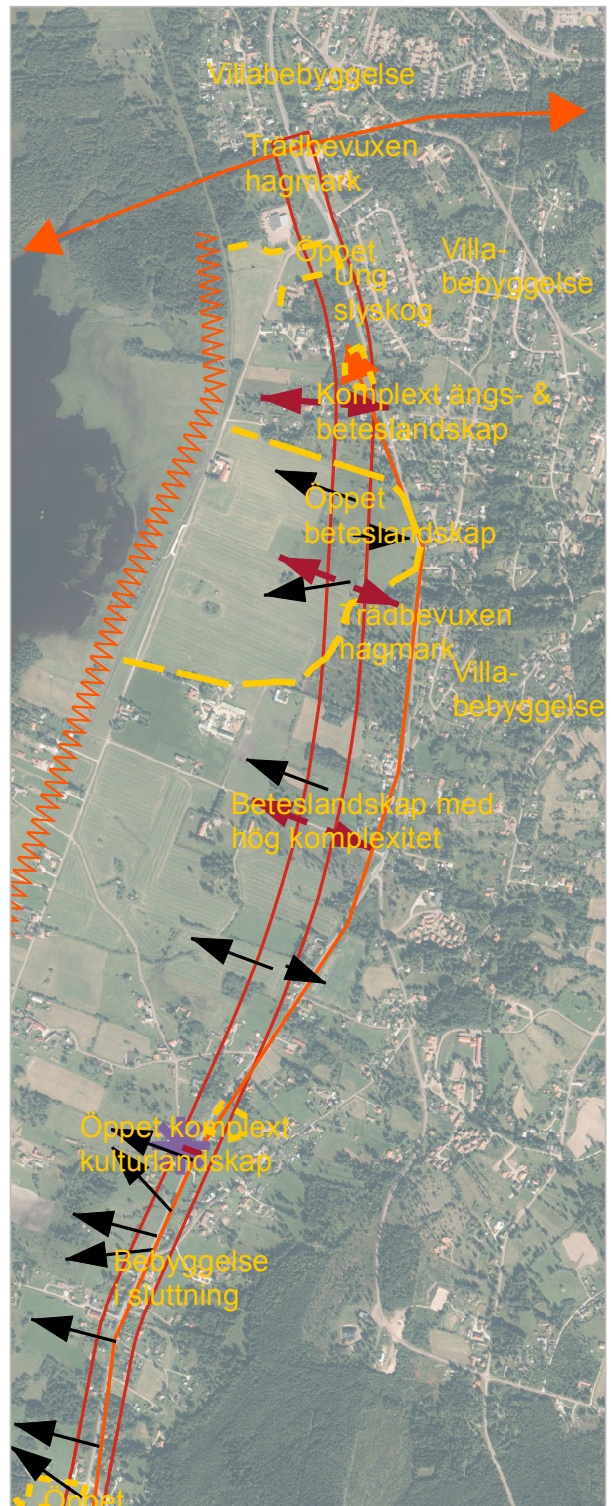 Villabebyggelse
Trädbevuxen
hagmark
Öppet
Ung
slyskog
Villa-
bebyggelse
Komplext ängs- &
beteslandskap
Öppet
beteslandskap
Trädbevuxen
hagmark
Villa-
bebyggelse
Beteslandskap med
hög komplexitet
Öppet komplext
kulturlandskap
Bebyggelse
i sluttning
Öppet